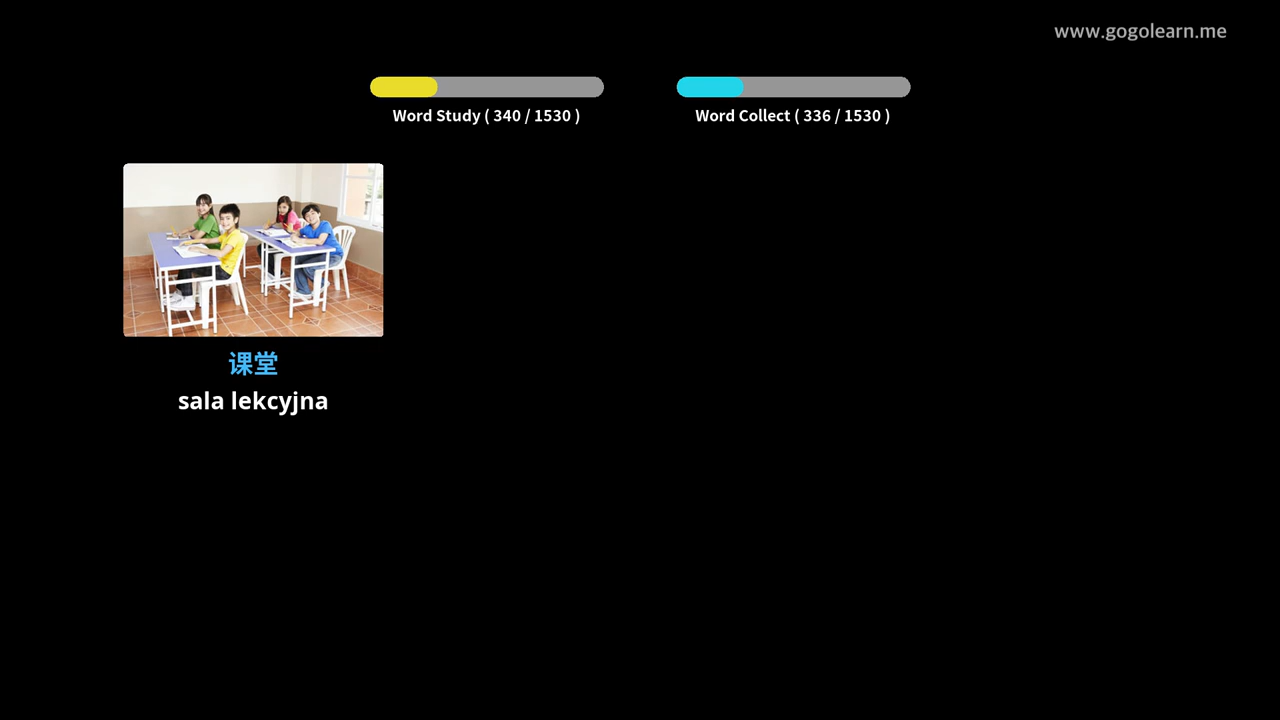 www.gogolearn.me
Word Study ( 340 / 1530 )
Word Collect ( 336 / 1530 )
课堂
sala lekcyjna